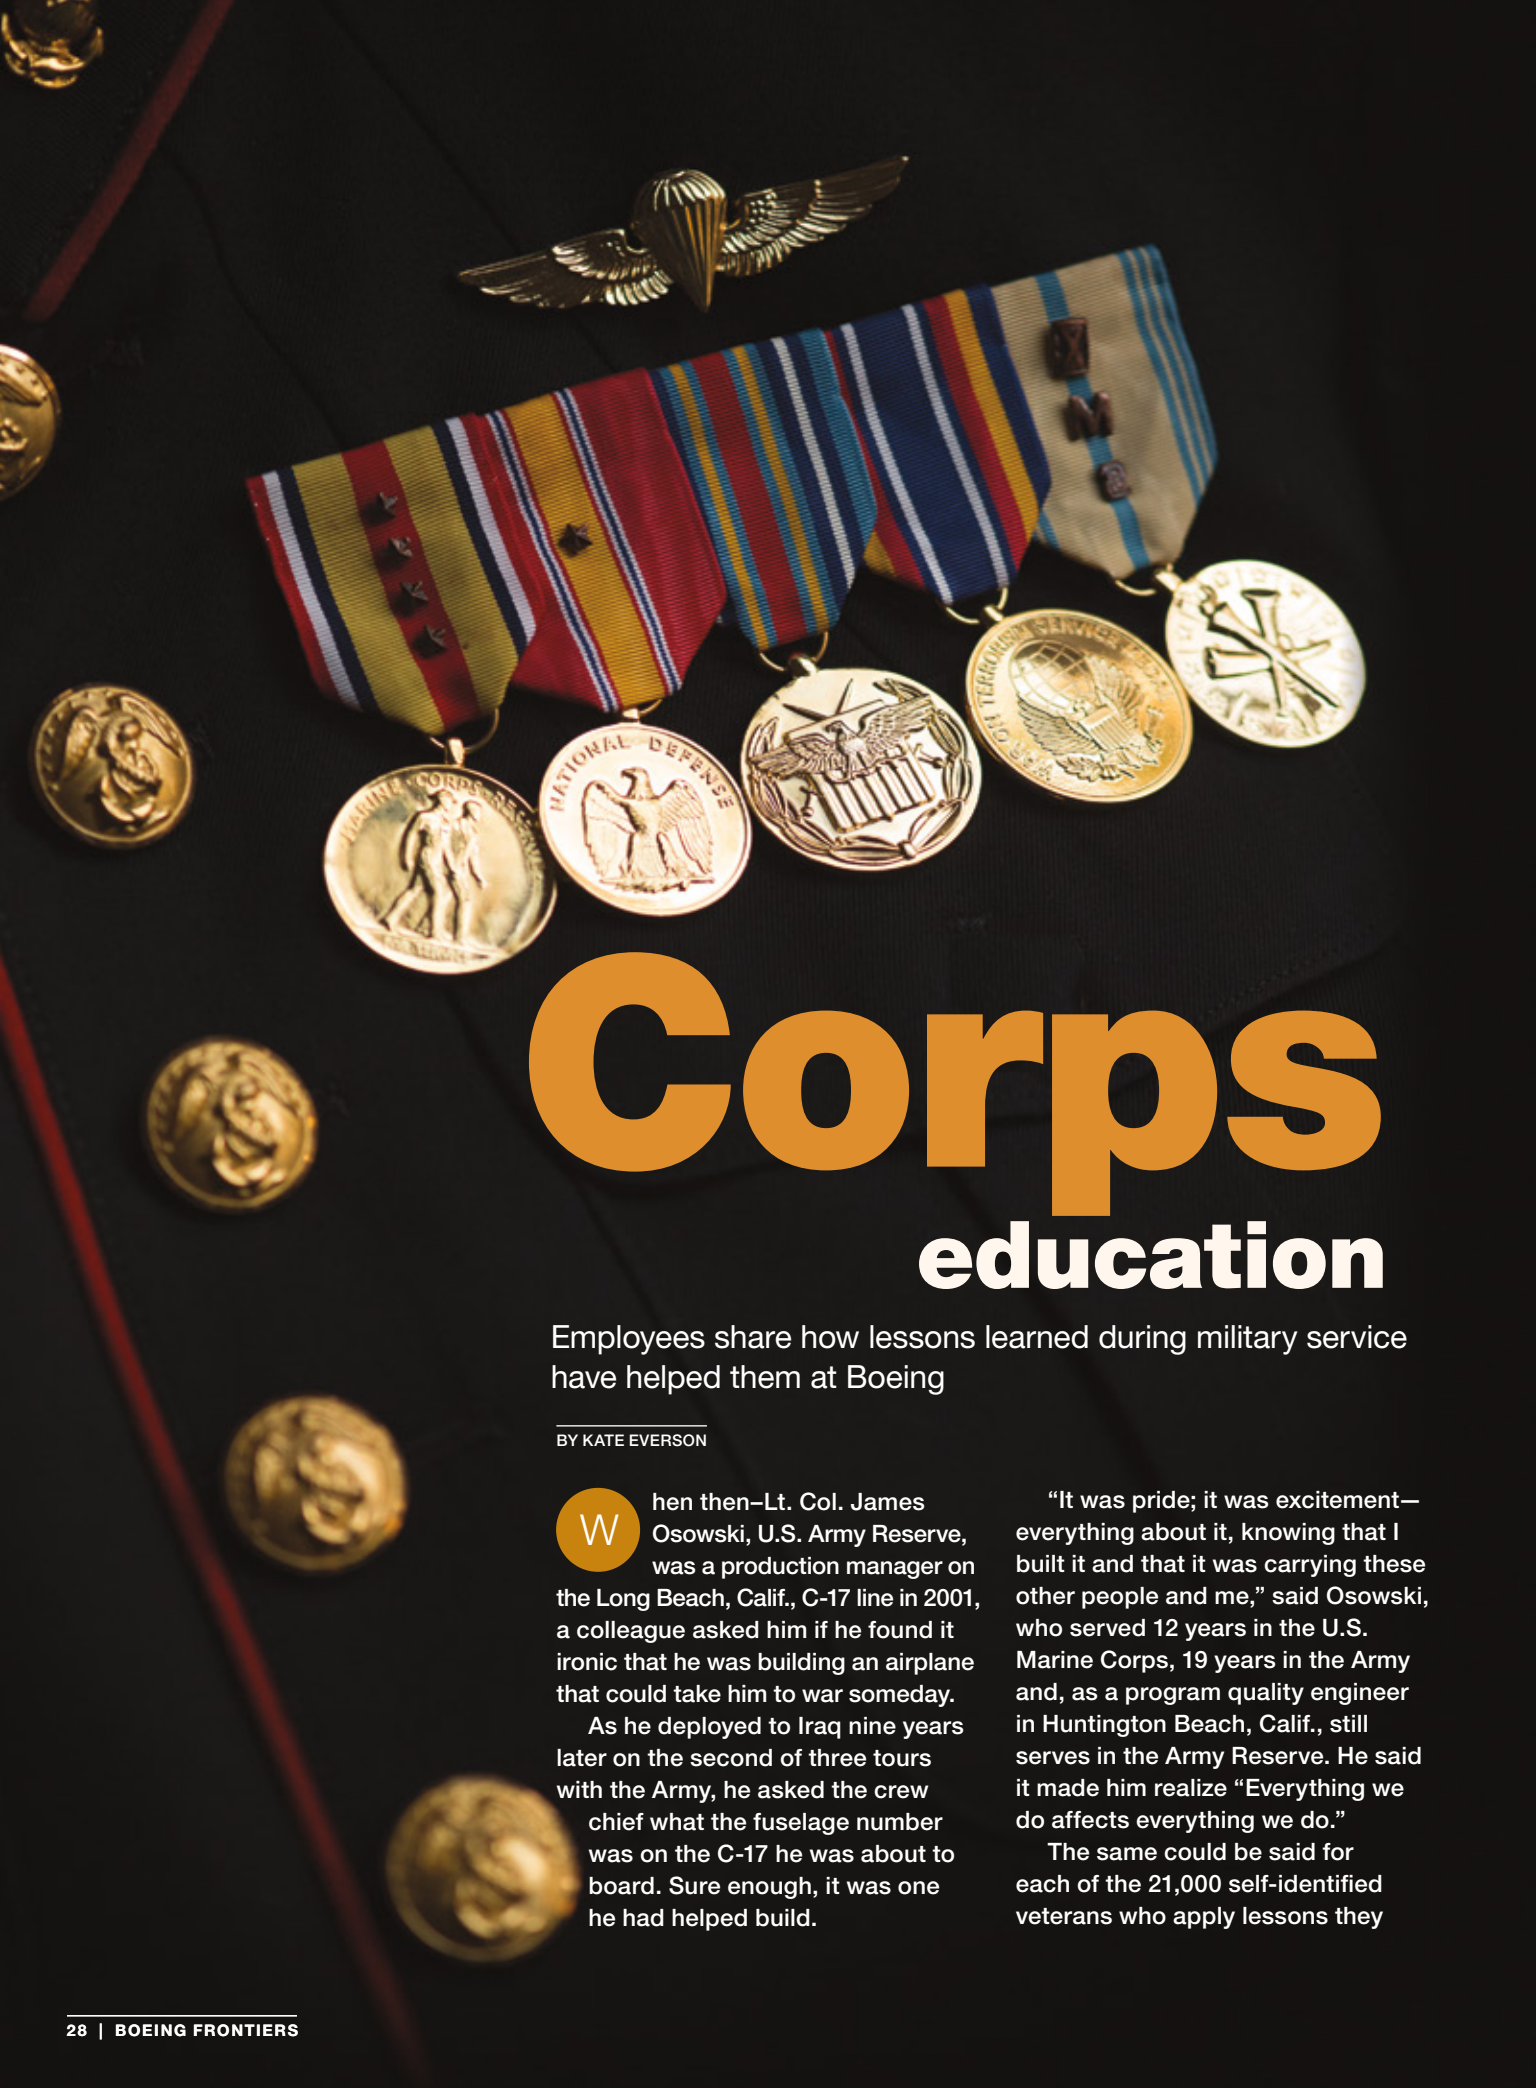 MARINE CORPS RESERVE
NATIONAL DEFENSE
ON TERRORISM SERVICE
M
Corps
education
Employees share how lessons learned during military service
have helped them at Boeing
BY KATE EVERSON
When then–Lt. Col. James
Osowski, U.S. Army Reserve,
was a production manager on
the Long Beach, Calif., C-17 line in 2001,
a colleague asked him if he found it
ironic that he was building an airplane
that could take him to war someday.
As he deployed to Iraq nine years
later on the second of three tours
with the Army, he asked the crew
chief what the fuselage number
was on the C-17 he was about to
board. Sure enough, it was one
he had helped build.
“It was pride; it was excitement—
everything about it, knowing that I
built it and that it was carrying these
other people and me,” said Osowski,
who served 12 years in the U.S.
Marine Corps, 19 years in the Army
and, as a program quality engineer
in Huntington Beach, Calif., still
serves in the Army Reserve. He said
it made him realize “Everything we
do affects everything we do.”
The same could be said for
each of the 21,000 self-identified
veterans who apply lessons they
28 | BOEING FRONTIERS